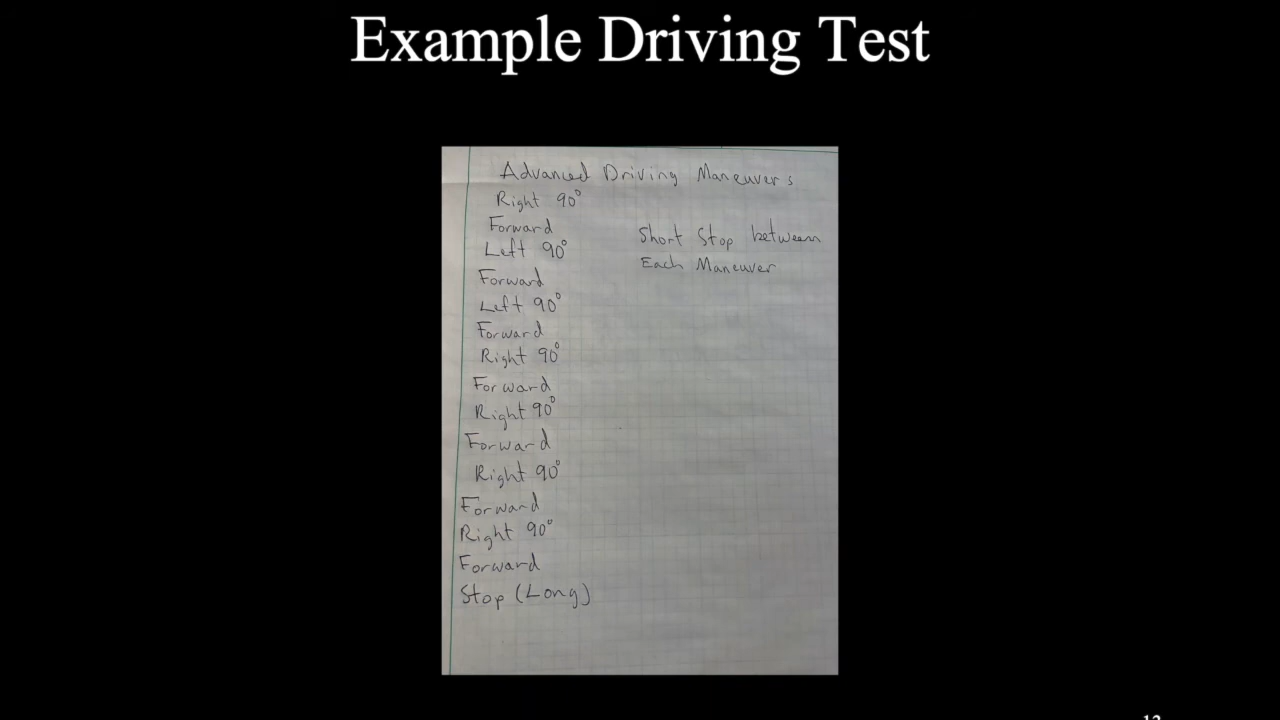 Example Driving Test
Advanced Driving Maneuvers
Right 90°
Forward
Left 90°
Short Stop between
Each Maneuver
Forward
Left 90°
Forward
Right 90°
Forward
Right 90°
Forward
Right 90°
Forward
Right 90°
Forward
Stop (Long)